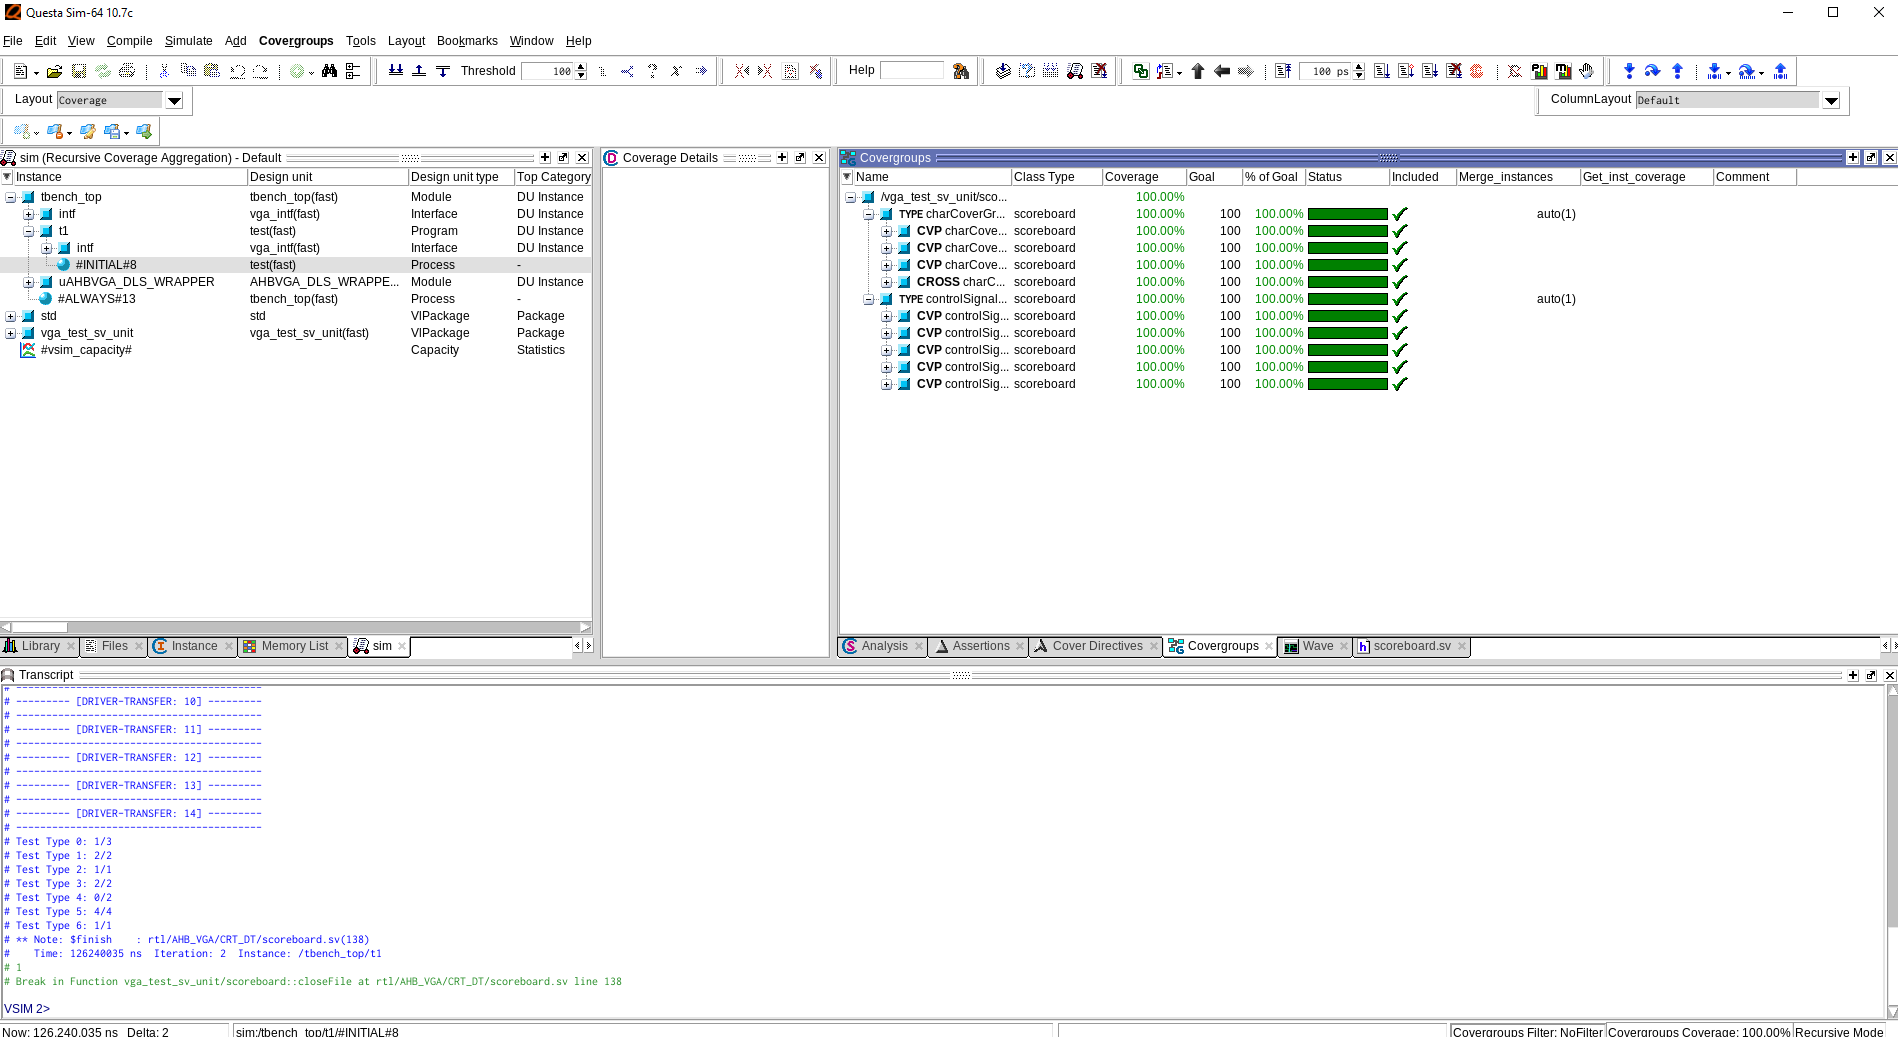 Questa Sim-64 10.7c
File Edit View Compile Simulate Add Covergroups Tools Layout Bookmarks Window Help
Threshold 100 Help 100 ps
Layout Coverage ColumnLayout Default
sim (Recursive Coverage Aggregation) - Default
Instance Design unit Design unit type Top Category
tbench_top tbench_top(fast) Module DU Instance
intf vga_intf(fast) Interface DU Instance
t1 test(fast) Program DU Instance
intf vga_intf(fast) Interface DU Instance
#INITIAL#8 test(fast) Process -
uAHBVGA_DLS_WRAPPER AHBVGA_DLS_WRAPPE... Module DU Instance
#ALWAYS#13 tbench_top(fast) Process -
std std VlPackage Package
vga_test_sv_unit vga_test_sv_unit(fast) VlPackage Package
#vsim_capacity# Capacity Statistics
Library Files Instance Memory List sim
Coverage Details
Covergroups
Name Class Type Coverage Goal % of Goal Status Included Merge_instances Get_inst_coverage Comment
/vga_test_sv_unit/sco... 100.00%
TYPE charCoverGr... scoreboard 100.00% 100 100.00% auto(1)
CVP charCove... scoreboard 100.00% 100 100.00%
CVP charCove... scoreboard 100.00% 100 100.00%
CVP charCove... scoreboard 100.00% 100 100.00%
CROSS charC... scoreboard 100.00% 100 100.00%
TYPE controlSignal... scoreboard 100.00% 100 100.00% auto(1)
CVP controlSig... scoreboard 100.00% 100 100.00%
CVP controlSig... scoreboard 100.00% 100 100.00%
CVP controlSig... scoreboard 100.00% 100 100.00%
CVP controlSig... scoreboard 100.00% 100 100.00%
CVP controlSig... scoreboard 100.00% 100 100.00%
Analysis Assertions Cover Directives Covergroups Wave scoreboard.sv
Transcript
# -----------------------------------------
# --------- [DRIVER-TRANSFER: 10] ---------
# -----------------------------------------
# --------- [DRIVER-TRANSFER: 11] ---------
# -----------------------------------------
# --------- [DRIVER-TRANSFER: 12] ---------
# -----------------------------------------
# --------- [DRIVER-TRANSFER: 13] ---------
# -----------------------------------------
# --------- [DRIVER-TRANSFER: 14] ---------
# -----------------------------------------
# Test Type 0: 1/3
# Test Type 1: 2/2
# Test Type 2: 1/1
# Test Type 3: 2/2
# Test Type 4: 0/2
# Test Type 5: 4/4
# Test Type 6: 1/1
# ** Note: $finish : rtl/AHB_VGA/CRT_DT/scoreboard.sv(138)
# Time: 126240035 ns Iteration: 2 Instance: /tbench_top/t1
# 1
# Break in Function vga_test_sv_unit/scoreboard::closeFile at rtl/AHB_VGA/CRT_DT/scoreboard.sv line 138
VSIM 2>
Now: 126,240,035 ns Delta: 2 sim:/tbench_top/t1/#INITIAL#8 Covergroups Filter: NoFilter Covergroups Coverage: 100.00% Recursive Mode